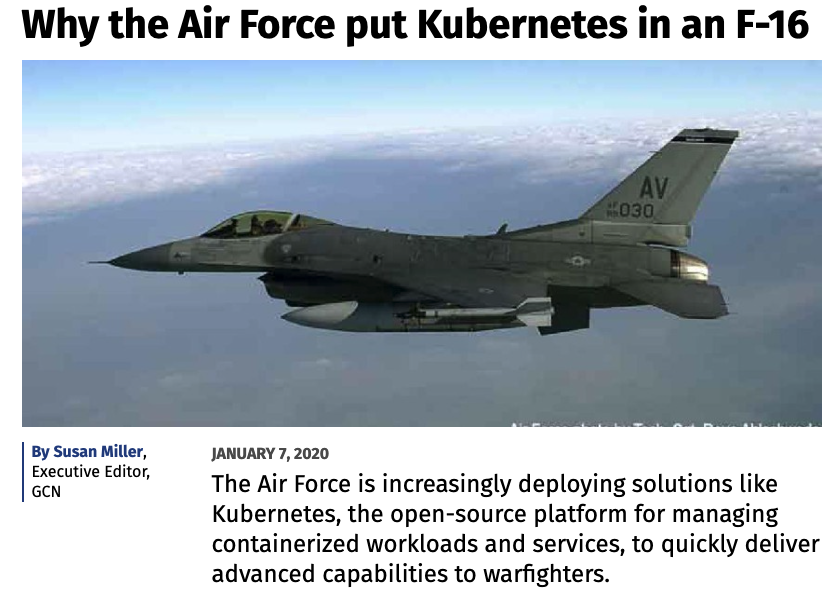 Why the Air Force put Kubernetes in an F-16
AV
AF
030
By Susan Miller,
Executive Editor,
GCN
JANUARY 7, 2020
The Air Force is increasingly deploying solutions like
Kubernetes, the open-source platform for managing
containerized workloads and services, to quickly deliver
advanced capabilities to warfighters.